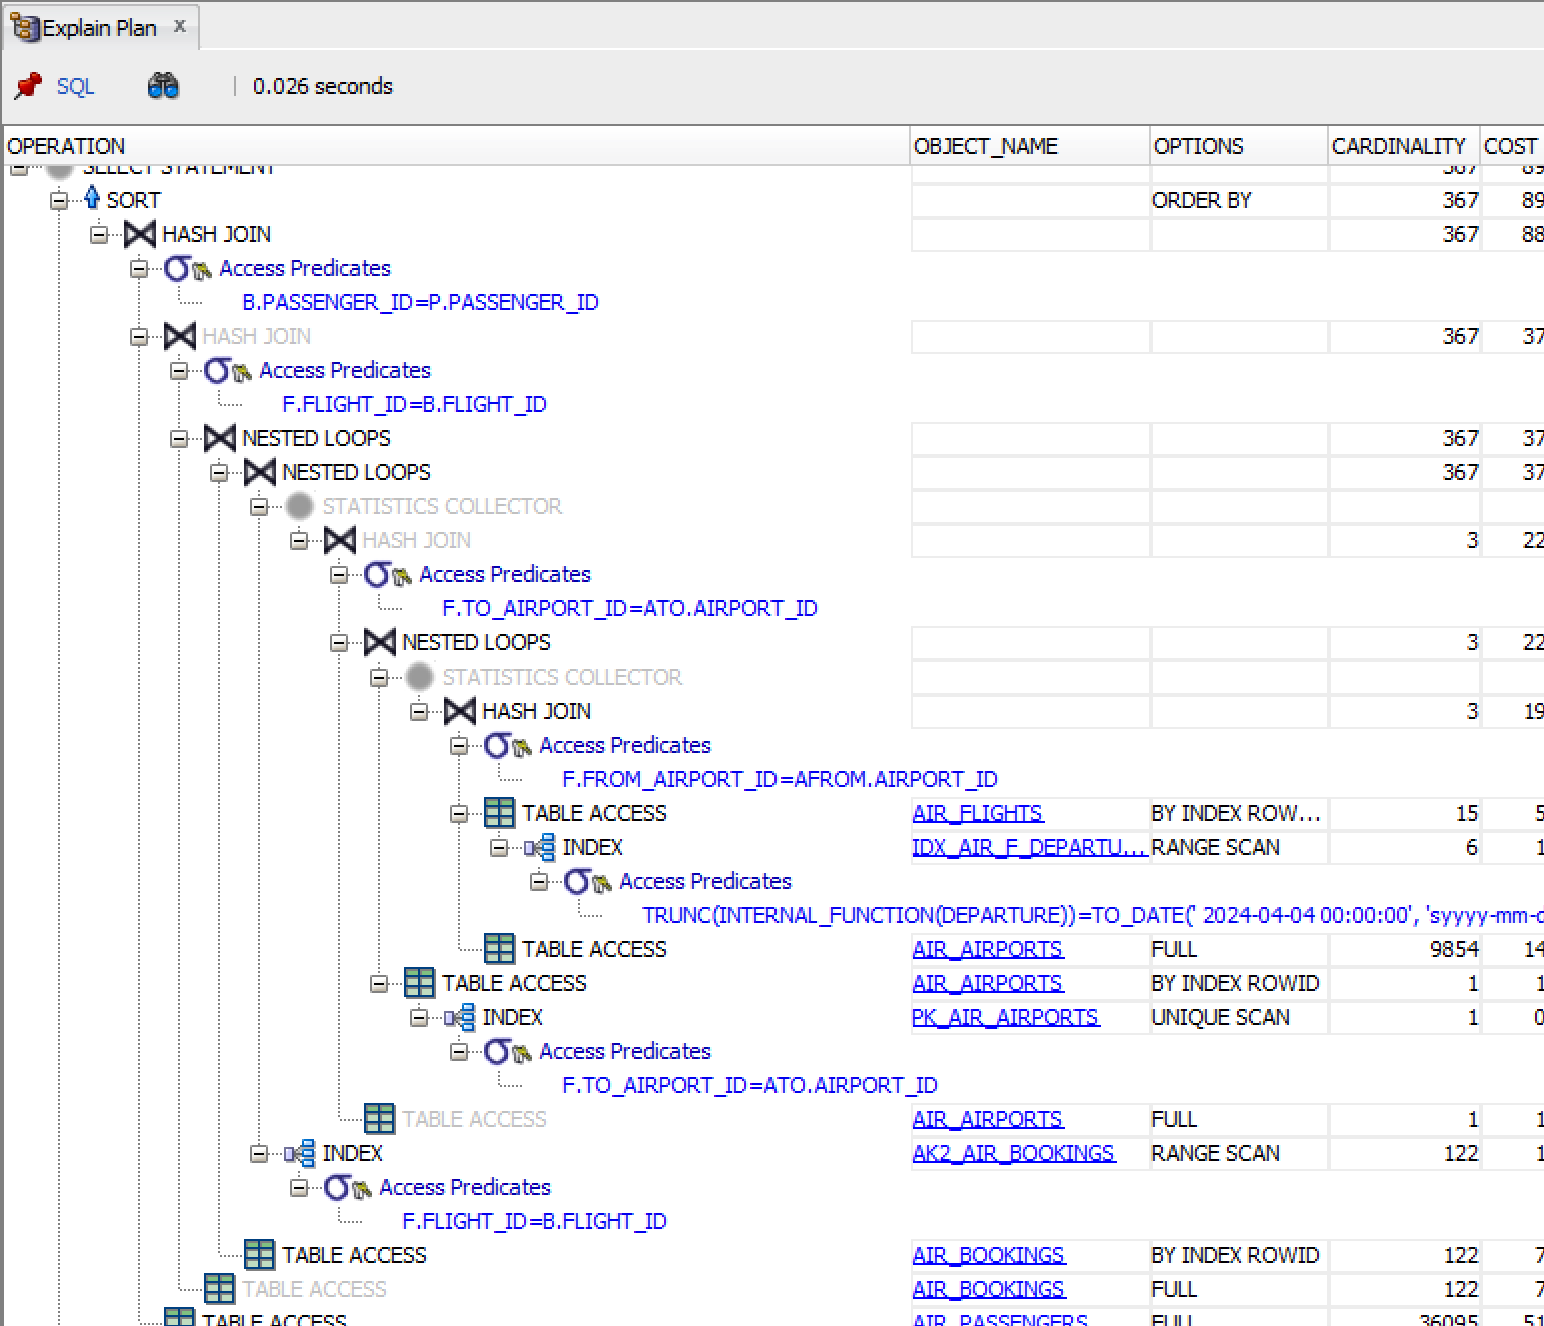 Explain Plan x
SQL 0.026 seconds
OPERATION OBJECT_NAME OPTIONS CARDINALITY COST
SELECT STATEMENT 367 89
SORT ORDER BY 367 89
HASH JOIN 367 88
Access Predicates
B.PASSENGER_ID=P.PASSENGER_ID
HASH JOIN 367 37
Access Predicates
F.FLIGHT_ID=B.FLIGHT_ID
NESTED LOOPS 367 37
NESTED LOOPS 367 37
STATISTICS COLLECTOR
HASH JOIN 3 22
Access Predicates
F.TO_AIRPORT_ID=ATO.AIRPORT_ID
NESTED LOOPS 3 22
STATISTICS COLLECTOR
HASH JOIN 3 19
Access Predicates
F.FROM_AIRPORT_ID=AFROM.AIRPORT_ID
TABLE ACCESS AIR_FLIGHTS BY INDEX ROW... 15 5
INDEX IDX_AIR_F_DEPARTU... RANGE SCAN 6 1
Access Predicates
TRUNC(INTERNAL_FUNCTION(DEPARTURE))=TO_DATE(' 2024-04-04 00:00:00', 'syyyy-mm-d
TABLE ACCESS AIR_AIRPORTS FULL 9854 14
TABLE ACCESS AIR_AIRPORTS BY INDEX ROWID 1 1
INDEX PK_AIR_AIRPORTS UNIQUE SCAN 1 0
Access Predicates
F.TO_AIRPORT_ID=ATO.AIRPORT_ID
TABLE ACCESS AIR_AIRPORTS FULL 1 1
INDEX AK2_AIR_BOOKINGS RANGE SCAN 122 1
Access Predicates
F.FLIGHT_ID=B.FLIGHT_ID
TABLE ACCESS AIR_BOOKINGS BY INDEX ROWID 122 7
TABLE ACCESS AIR_BOOKINGS FULL 122 7
TABLE ACCESS AIR_PASSENGERS FULL 36095 51